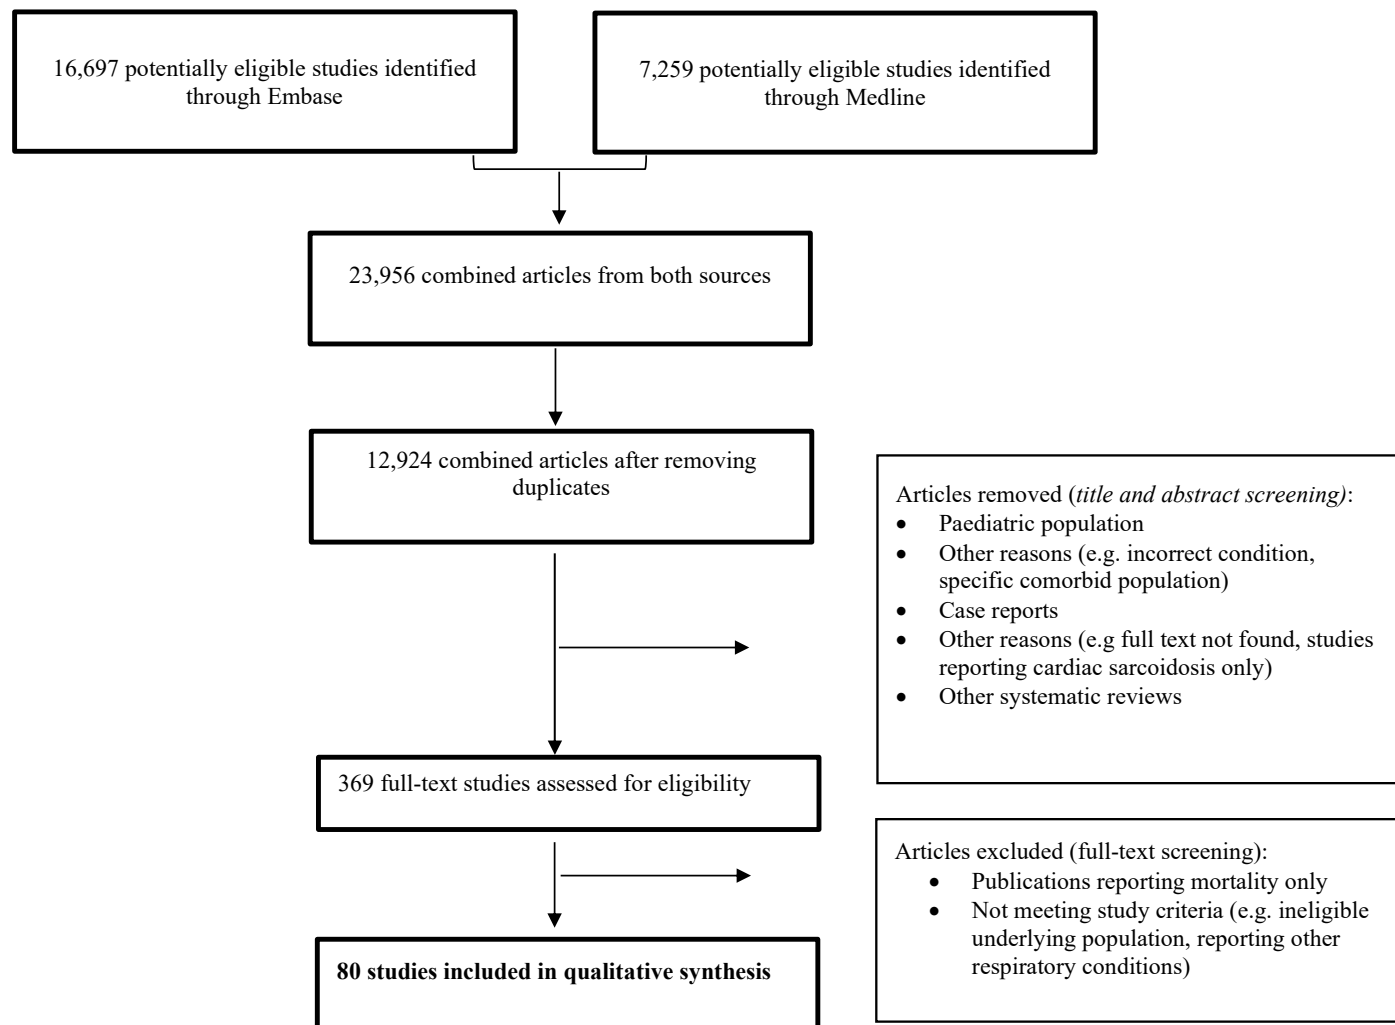 16,697 potentially eligible studies identified
through Embase
7,259 potentially eligible studies identified
through Medline
23,956 combined articles from both sources
12,924 combined articles after removing
duplicates
Articles removed (title and abstract screening):
• Paediatric population
• Other reasons (e.g. incorrect condition,
specific comorbid population)
• Case reports
• Other reasons (e.g full text not found, studies
reporting cardiac sarcoidosis only)
• Other systematic reviews
369 full-text studies assessed for eligibility
Articles excluded (full-text screening):
• Publications reporting mortality only
• Not meeting study criteria (e.g. ineligible
underlying population, reporting other
respiratory conditions)
80 studies included in qualitative synthesis